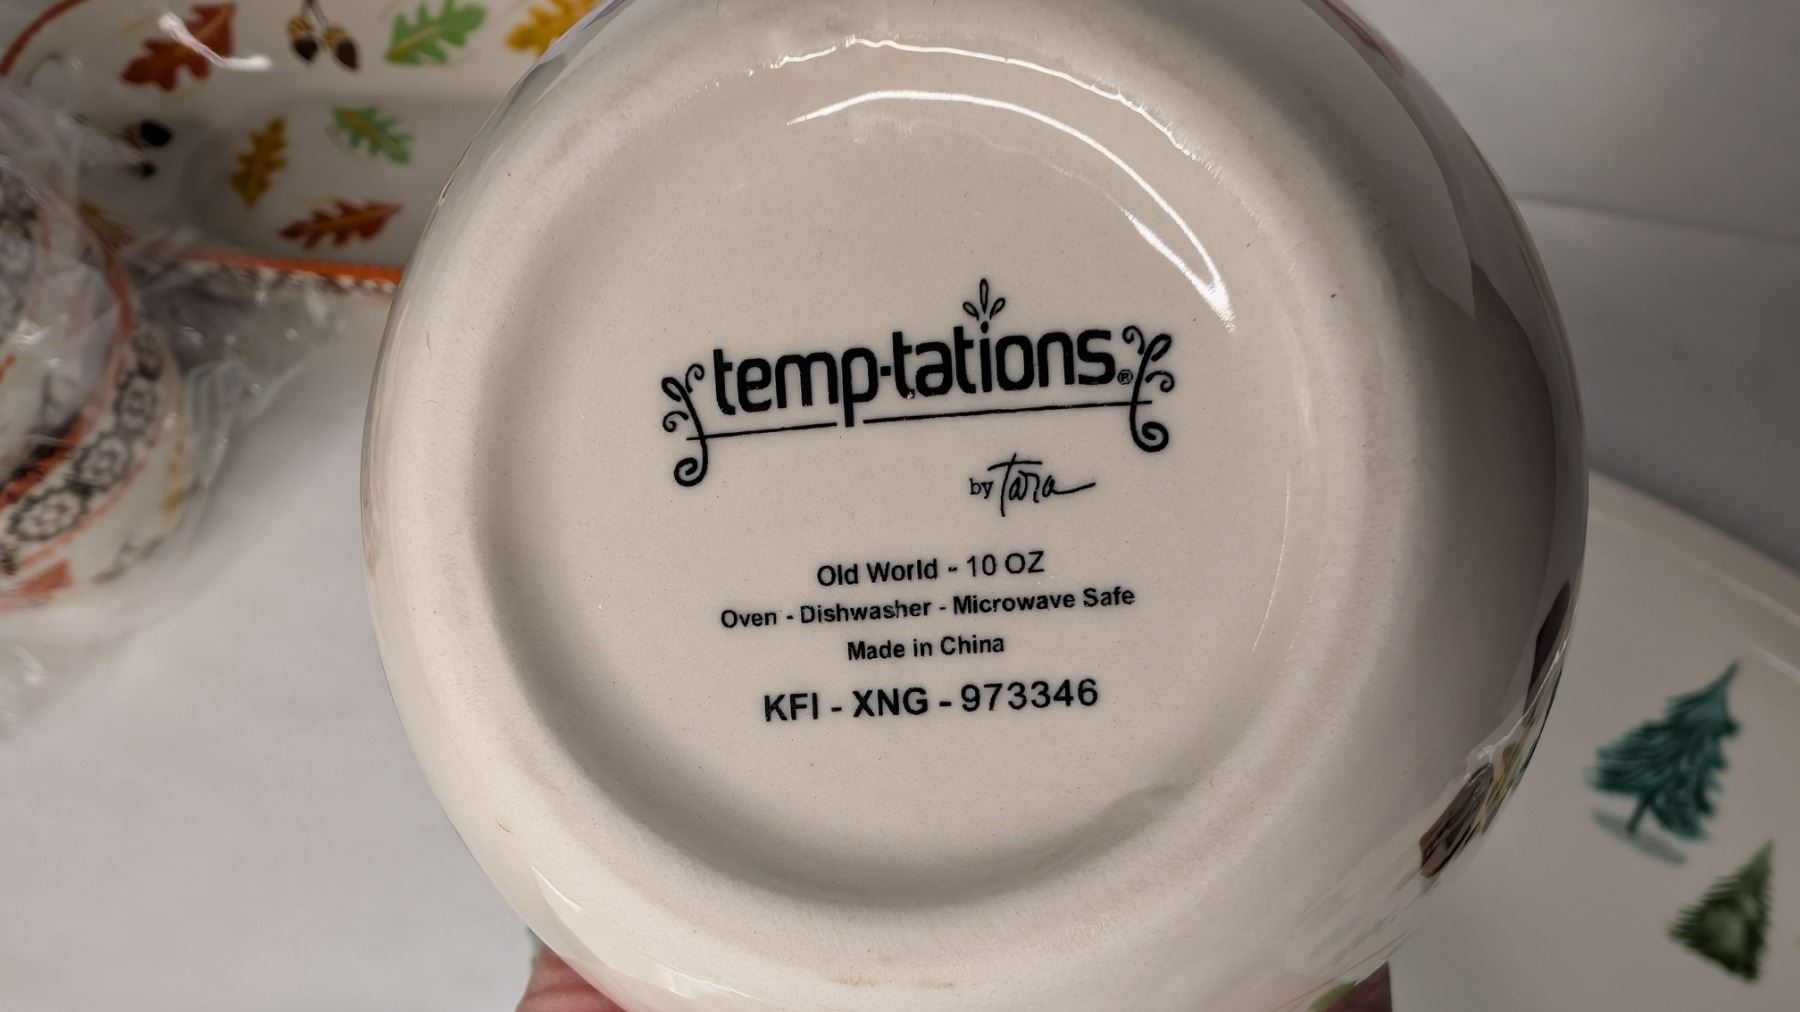 temp·tations®
by Tara
Old World - 10 OZ
Oven - Dishwasher - Microwave Safe
Made in China
KFI - XNG - 973346